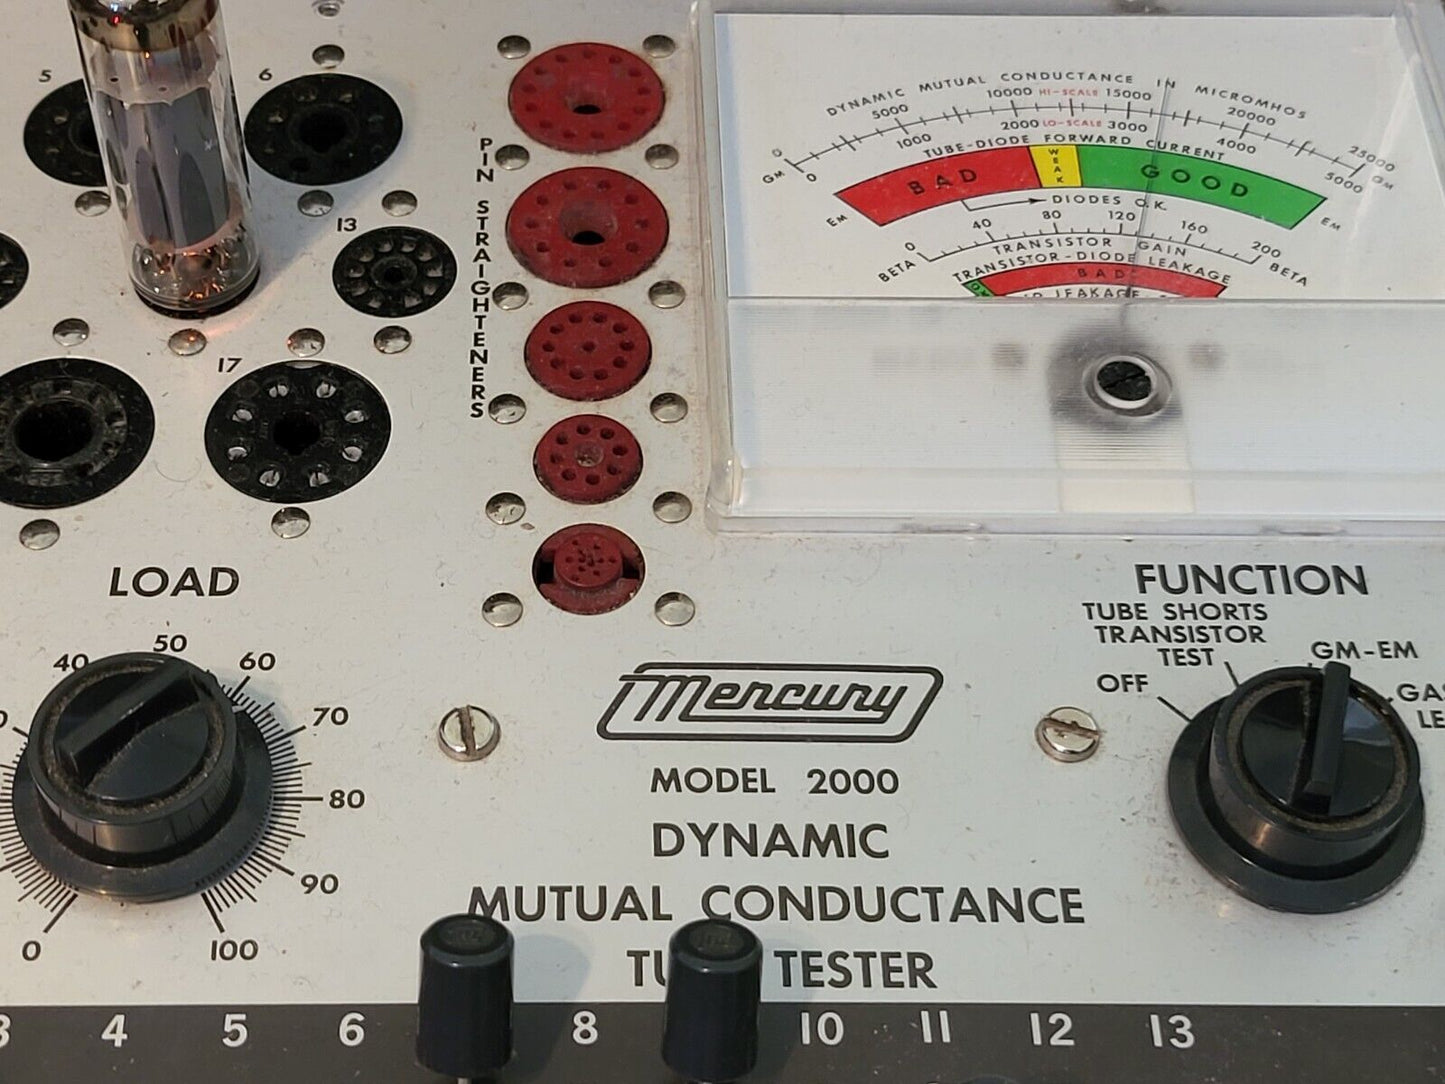 5
6
13
17
PIN STRAIGHTENERS
DYNAMIC MUTUAL CONDUCTANCE IN MICROMHOS
5000 10000 HI-SCALE 15000 20000 25000
0 GM
GM 0 1000 2000 LO-SCALE 3000 4000 5000
TUBE-DIODE FORWARD CURRENT
BAD WEAK GOOD
EM EM
DIODES O.K.
0 40 80 120 160 200
BETA TRANSISTOR GAIN BETA
TRANSISTOR-DIODE LEAKAGE
BAD
LEAKAGE
LOAD
40 50 60 70 80 90 100
0
FUNCTION
TUBE SHORTS
TRANSISTOR
TEST
OFF
GM-EM
Mercury
MODEL 2000
DYNAMIC
MUTUAL CONDUCTANCE
TESTER
3 4 5 6 8 10 11 12 13